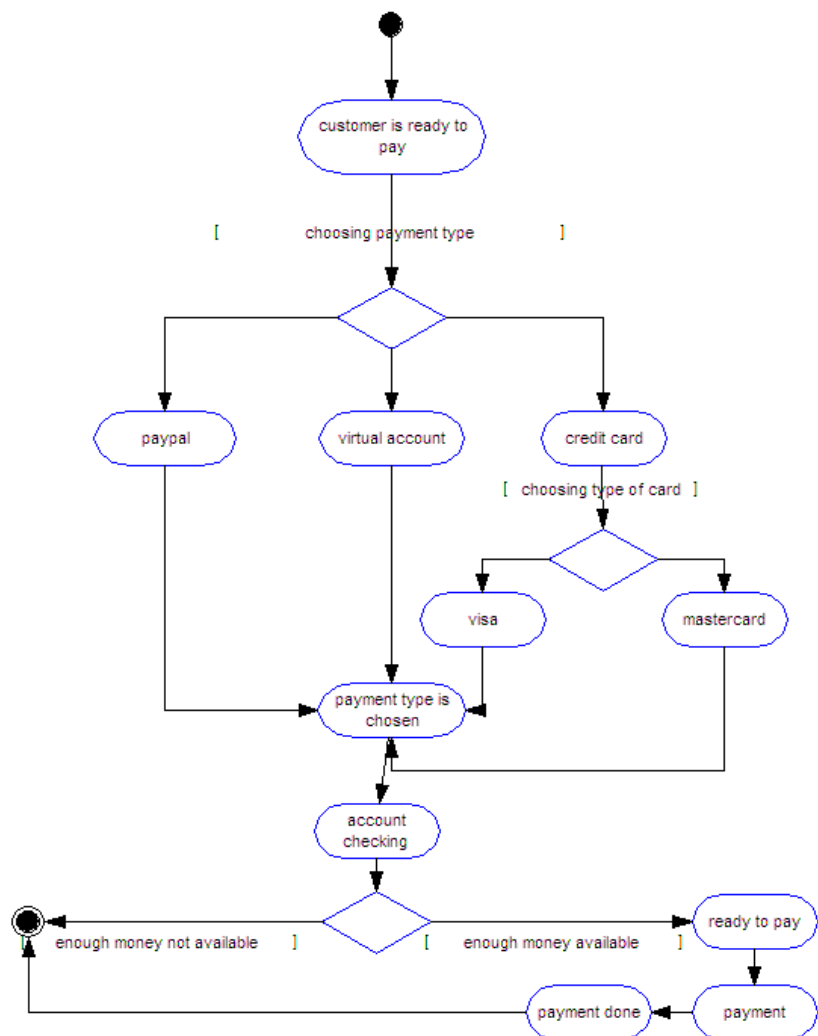 customer is ready to
pay
[ choosing payment type ]
paypal
virtual account
credit card
[ choosing type of card ]
visa
mastercard
payment type is
chosen
account
checking
ready to pay
[ enough money not available ]
[ enough money available ]
payment done
payment